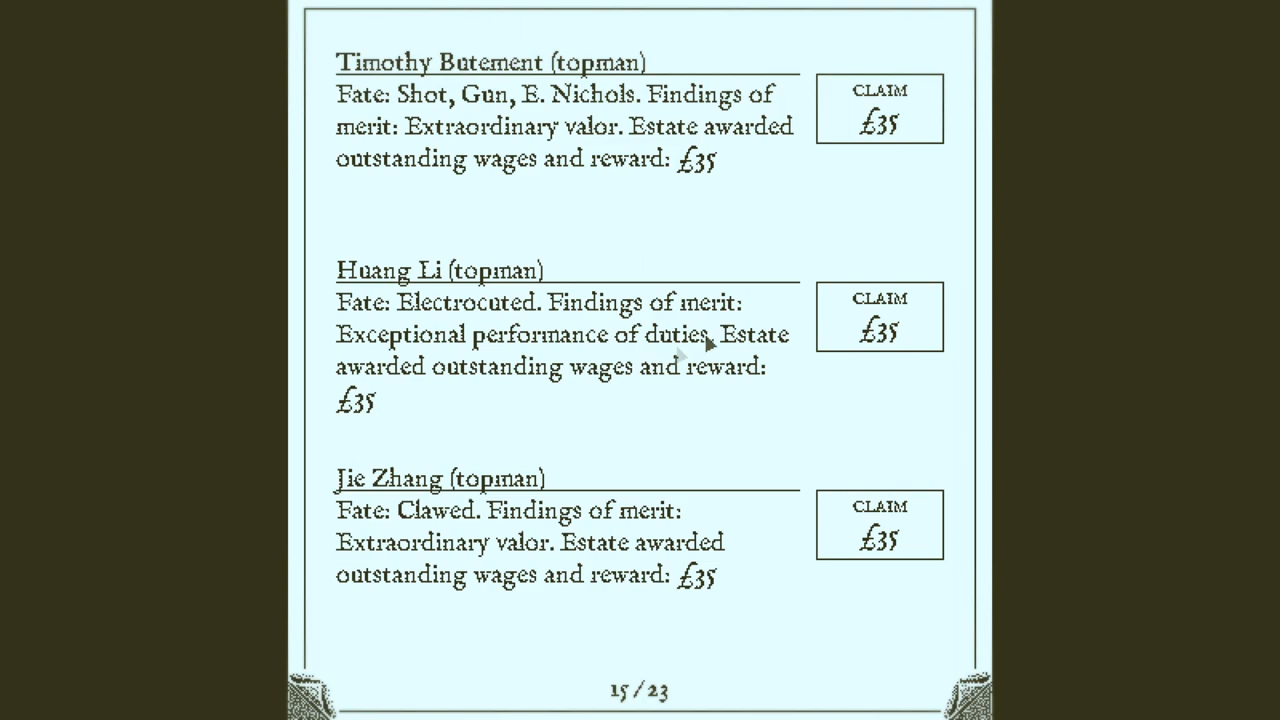 Timothy Butement (topman)
Fate: Shot, Gun, E. Nichols. Findings of
merit: Extraordinary valor. Estate awarded
outstanding wages and reward: £35
CLAIM
£35
Huang Li (topman)
Fate: Electrocuted. Findings of merit:
Exceptional performance of duties. Estate
awarded outstanding wages and reward:
£35
CLAIM
£35
Jie Zhang (topman)
Fate: Clawed. Findings of merit:
Extraordinary valor. Estate awarded
outstanding wages and reward: £35
CLAIM
£35
15 / 23